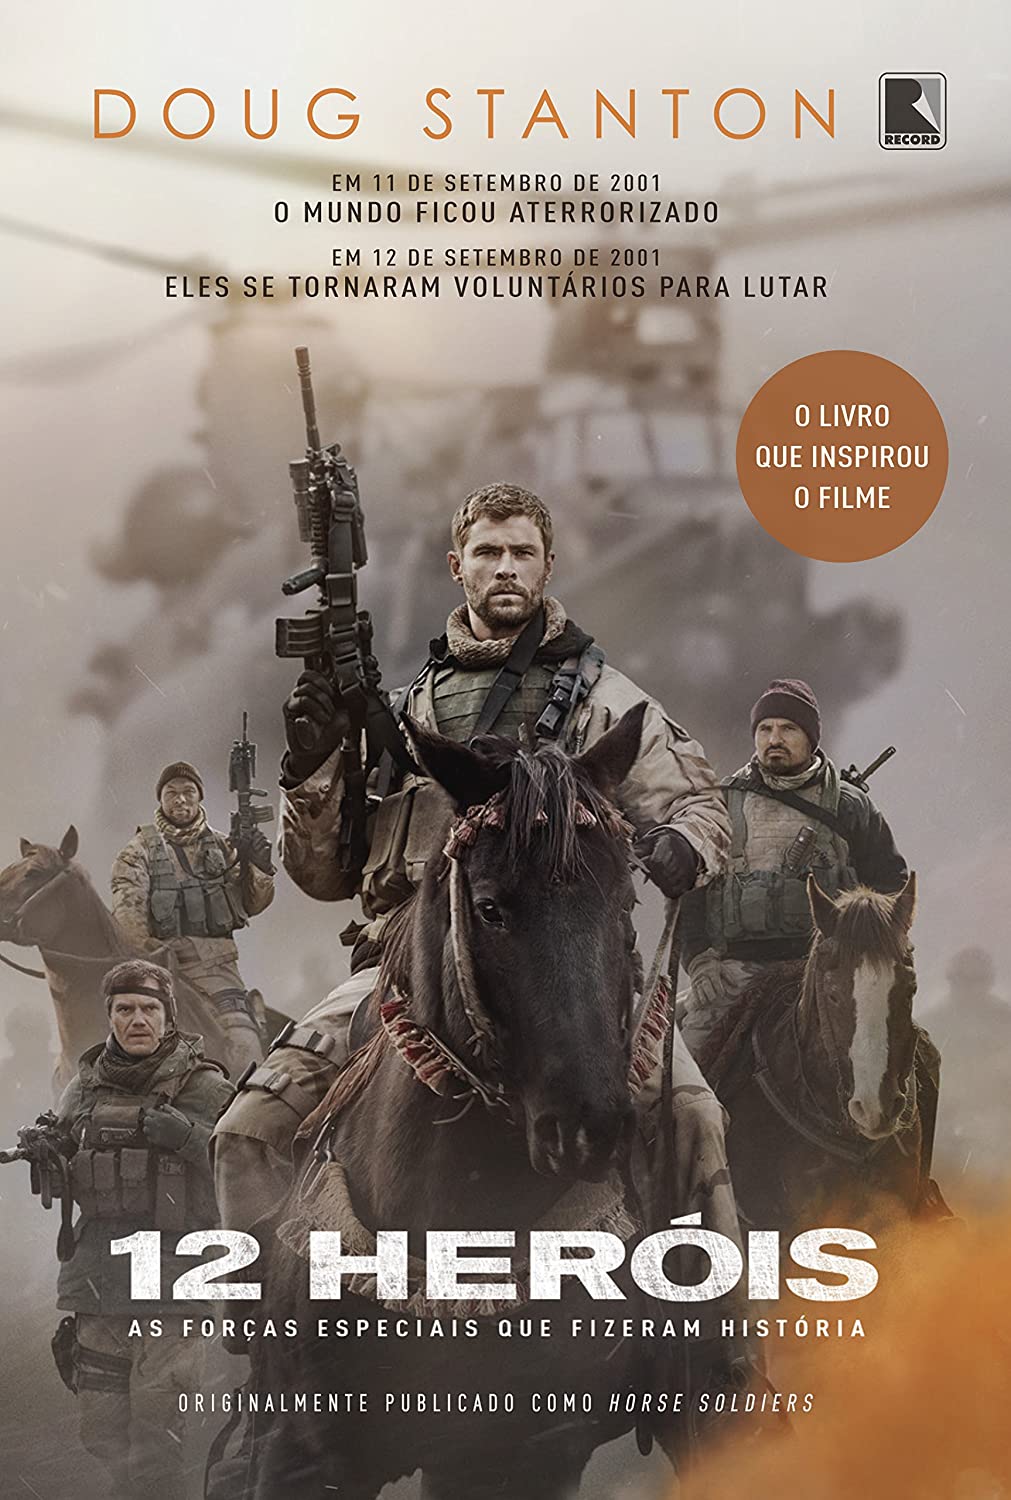 DOUG STANTON
RECORD
EM 11 DE SETEMBRO DE 2001
O MUNDO FICOU ATERRORIZADO
EM 12 DE SETEMBRO DE 2001
ELES SE TORNARAM VOLUNTÁRIOS PARA LUTAR
O LIVRO
QUE INSPIROU
O FILME
12 HERÓIS
AS FORÇAS ESPECIAIS QUE FIZERAM HISTÓRIA
ORIGINALMENTE PUBLICADO COMO HORSE SOLDIERS